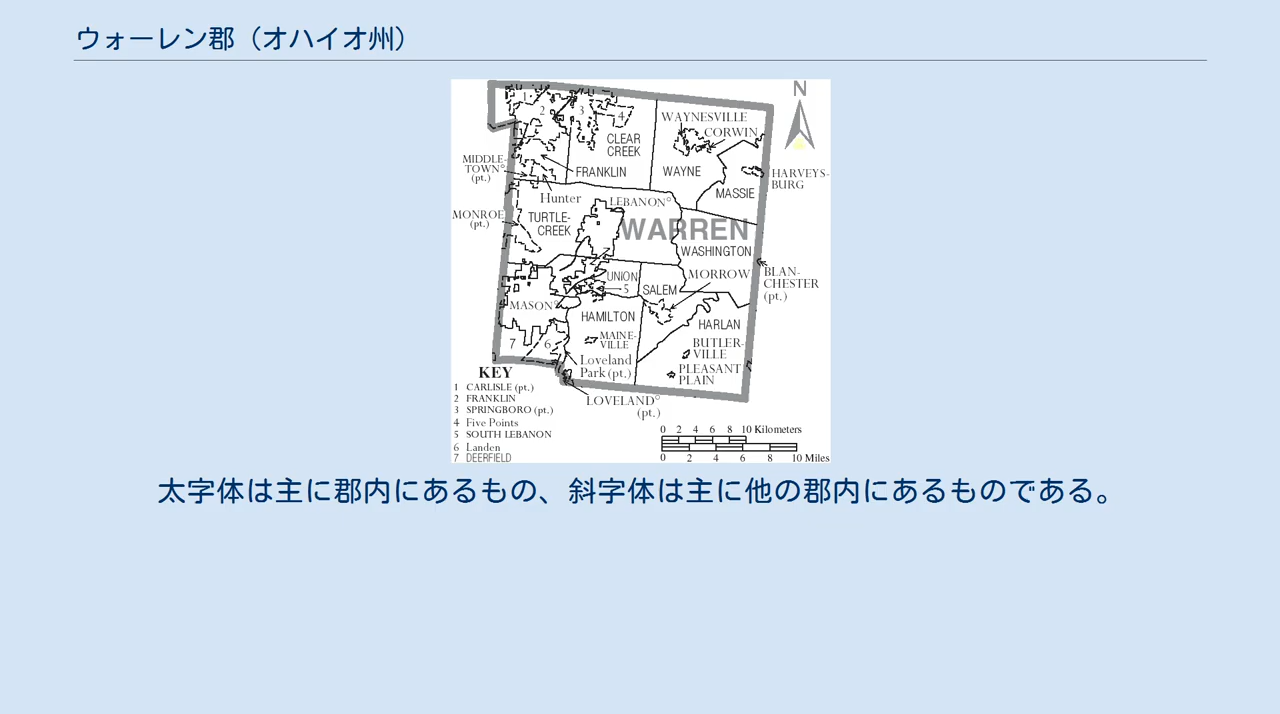 ウォーレン郡（オハイオ州）
N
2
3
4
CLEAR
CREEK
WAYNESVILLE
CORWIN
MIDDLE-
TOWN°
(pt.)
FRANKLIN
WAYNE
MASSIE
HARVEYS-
BURG
Hunter
LEBANON°
MONROE
(pt.)
TURTLE-
CREEK
WARREN
WASHINGTON
7
UNION
5
SALEM
MORROW
BLAN-
CHESTER
(pt.)
MASON°
HAMILTON
HARLAN
7
6
MAINE-
VILLE
BUTLER-
VILLE
Loveland
Park (pt.)
PLEASANT
PLAIN
LOVELAND°
(pt.)
KEY
1 CARLISLE (pt.)
2 FRANKLIN
3 SPRINGBORO (pt.)
4 Five Points
5 SOUTH LEBANON
6 Landen
7 DEERFIELD
0 2 4 6 8 10 Kilometers
0 2 4 6 8 10 Miles
太字体は主に郡内にあるもの、斜字体は主に他の郡内にあるものである。